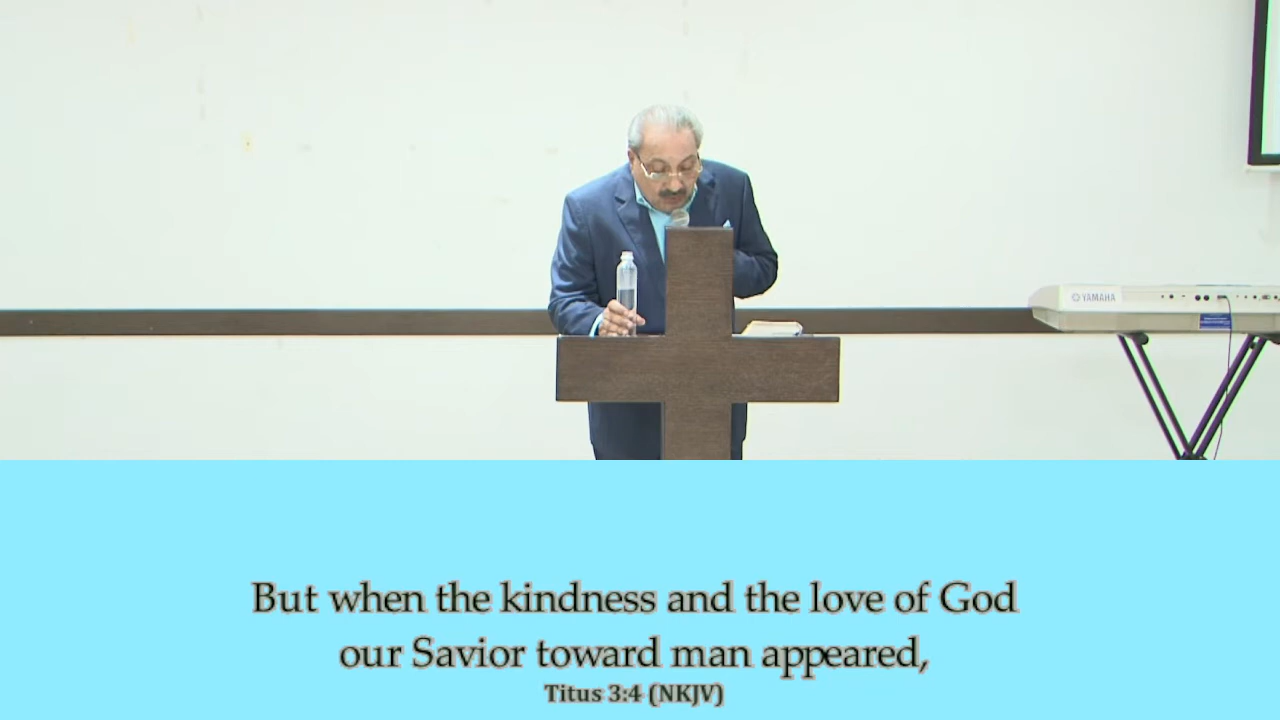 YAMAHA
But when the kindness and the love of God
our Savior toward man appeared,
Titus 3:4 (NKJV)